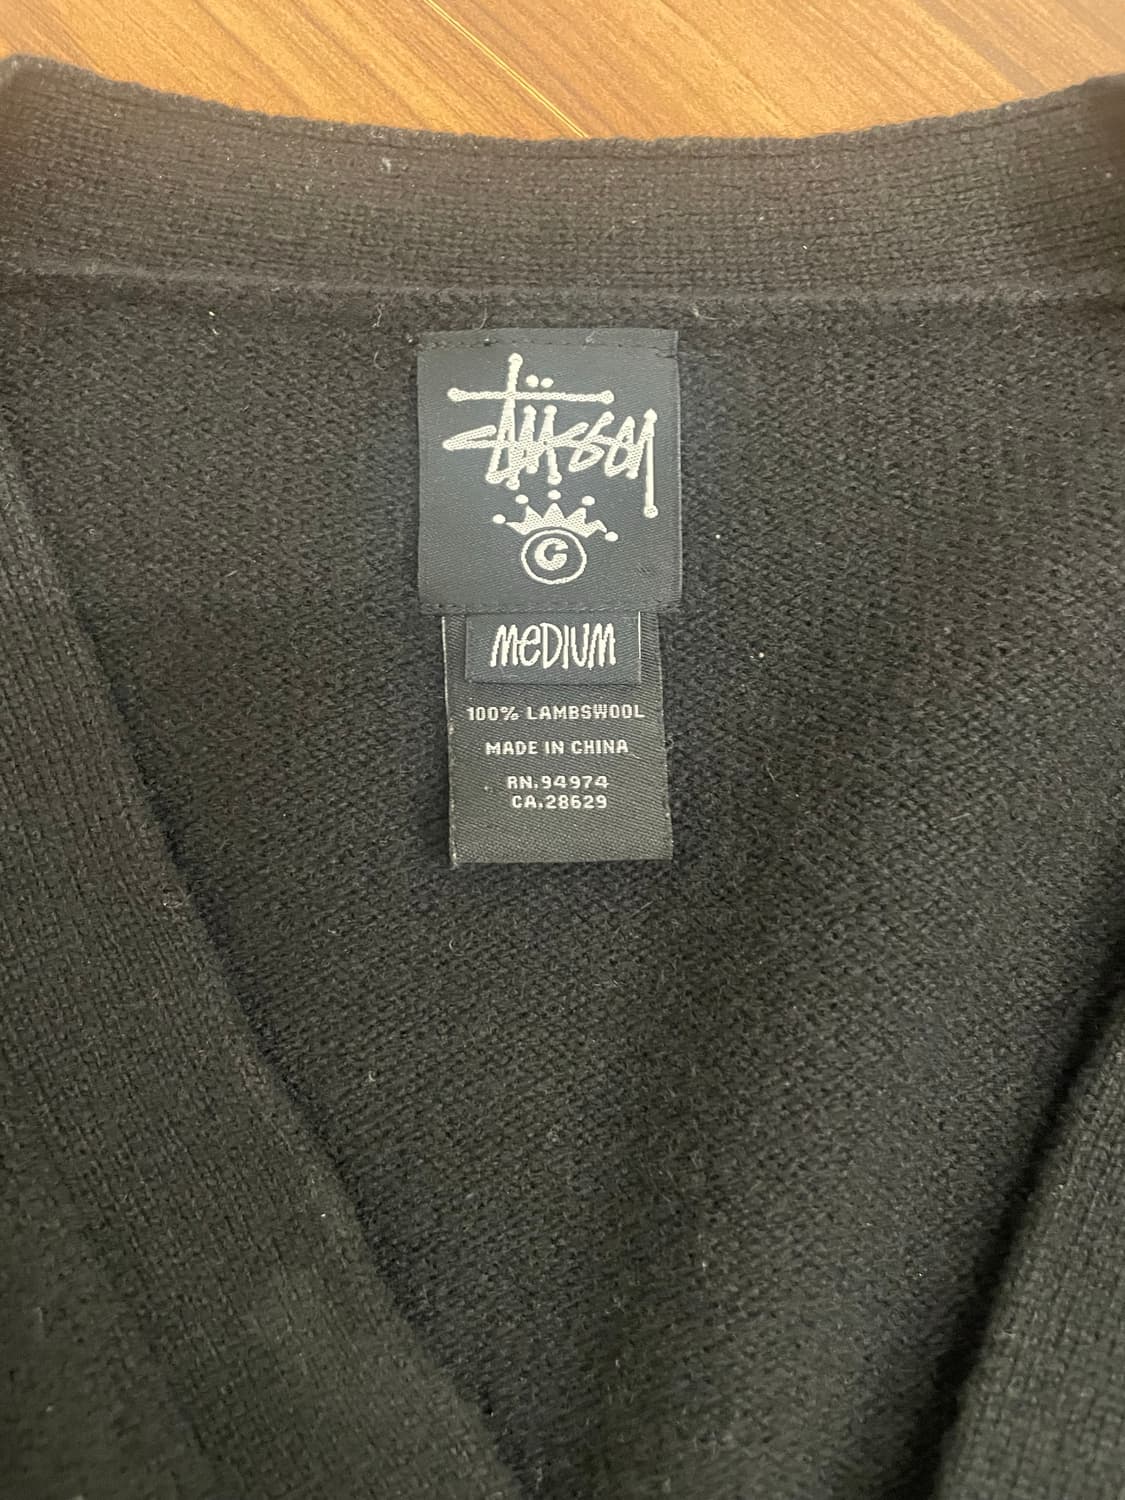 Stüssy
C
MEDIUM
100% LAMBSWOOL
MADE IN CHINA
RN.94974
CA.28629